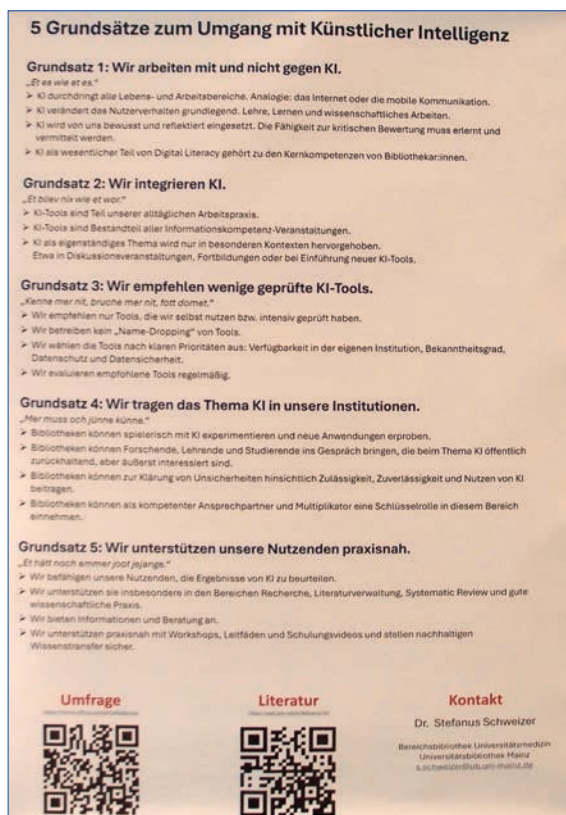 5 Grundsätze zum Umgang mit Künstlicher Intelligenz
Grundsatz 1: Wir arbeiten mit und nicht gegen KI.
„Et es wie et es.“
➢ KI durchdringt alle Lebens- und Arbeitsbereiche. Analogie: das Internet oder die mobile Kommunikation.
➢ KI verändert das Nutzerverhalten grundlegend. Lehre, Lernen und wissenschaftliches Arbeiten.
➢ KI wird von uns bewusst und reflektiert eingesetzt. Die Fähigkeit zur kritischen Bewertung muss erlernt und
vermittelt werden.
➢ KI als wesentlicher Teil von Digital Literacy gehört zu den Kernkompetenzen von Bibliothekar:innen.
Grundsatz 2: Wir integrieren KI.
„Et bliev nix wie et wor.“
➢ KI-Tools sind Teil unserer alltäglichen Arbeitspraxis.
➢ KI-Tools sind Bestandteil aller Informationskompetenz-Veranstaltungen.
➢ KI als eigenständiges Thema wird nur in besonderen Kontexten hervorgehoben.
Etwa in Diskussionsveranstaltungen, Fortbildungen oder bei Einführung neuer KI-Tools.
Grundsatz 3: Wir empfehlen wenige geprüfte KI-Tools.
„Kenne mer nit, bruche mer nit, fott domet.“
➢ Wir empfehlen nur Tools, die wir selbst nutzen bzw. intensiv geprüft haben.
➢ Wir betreiben kein „Name-Dropping“ von Tools.
➢ Wir wählen die Tools nach klaren Prioritäten aus: Verfügbarkeit in der eigenen Institution, Bekanntheitsgrad,
Datenschutz und Datensicherheit.
➢ Wir evaluieren empfohlene Tools regelmäßig.
Grundsatz 4: Wir tragen das Thema KI in unsere Institutionen.
„Mer muss och jünne künne.“
➢ Bibliotheken können spielerisch mit KI experimentieren und neue Anwendungen erproben.
➢ Bibliotheken können Forschende, Lehrende und Studierende ins Gespräch bringen, die beim Thema KI öffentlich
zurückhaltend, aber äußerst interessiert sind.
➢ Bibliotheken können zur Klärung von Unsicherheiten hinsichtlich Zulässigkeit, Zuverlässigkeit und Nutzen von KI
beitragen.
➢ Bibliotheken können als kompetenter Ansprechpartner und Multiplikator eine Schlüsselrolle in diesem Bereich
einnehmen.
Grundsatz 5: Wir unterstützen unsere Nutzenden praxisnah.
„Et hätt noch emmer joot jejange.“
➢ Wir befähigen unsere Nutzenden, die Ergebnisse von KI zu beurteilen.
➢ Wir unterstützen sie insbesondere in den Bereichen Recherche, Literaturverwaltung, Systematic Review und gute
wissenschaftliche Praxis.
➢ Wir bieten Informationen und Beratung an.
➢ Wir unterstützen praxisnah mit Workshops, Leitfäden und Schulungsvideos und stellen nachhaltigen
Wissenstransfer sicher.
Umfrage
Literatur
Kontakt
Dr. Stefanus Schweizer
Bereichsbibliothek Universitätsmedizin
Universitätsbibliothek Mainz
s.schweizer@ub.uni-mainz.de